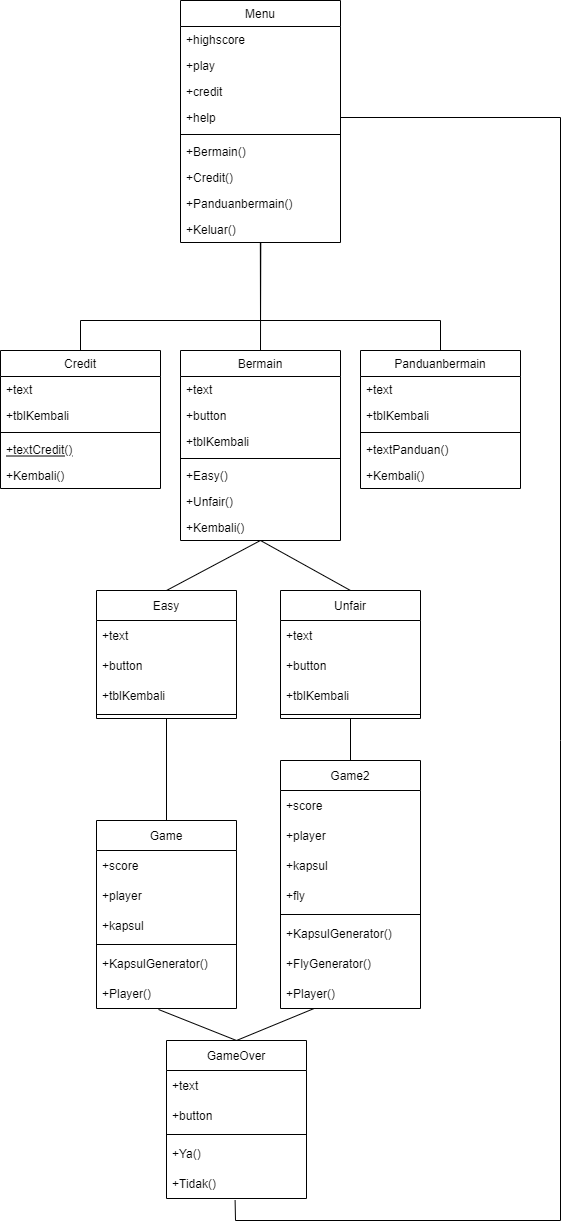 Menu
+highscore
+play
+credit
+help
+Bermain()
+Credit()
+Panduanbermain()
+Keluar()
Credit
+text
+tblKembali
+textCredit()
+Kembali()
Bermain
+text
+button
+tblKembali
+Easy()
+Unfair()
+Kembali()
Panduanbermain
+text
+tblKembali
+textPanduan()
+Kembali()
Easy
+text
+button
+tblKembali
Unfair
+text
+button
+tblKembali
Game
+score
+player
+kapsul
+KapsulGenerator()
+Player()
Game2
+score
+player
+kapsul
+fly
+KapsulGenerator()
+FlyGenerator()
+Player()
GameOver
+text
+button
+Ya()
+Tidak()